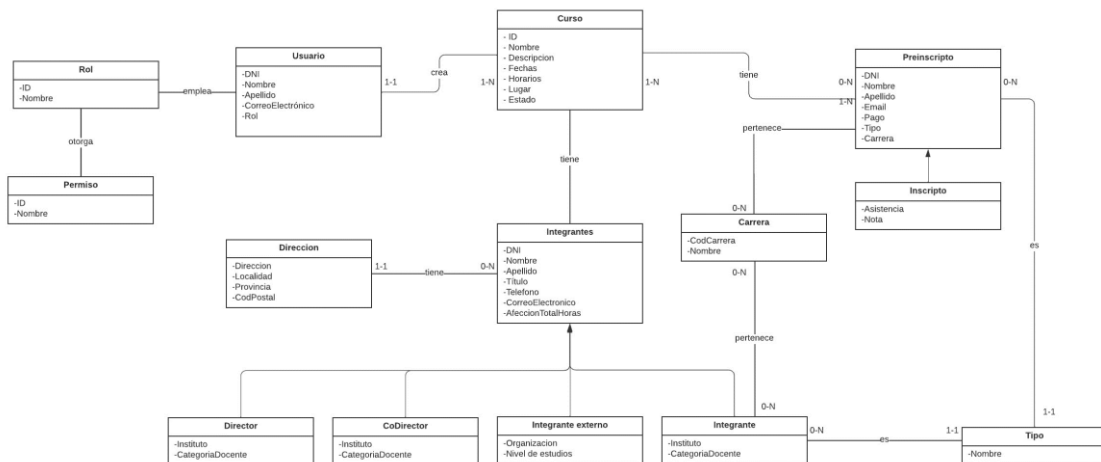 Curso
- ID
- Nombre
- Descripcion
- Fechas
- Horarios
- Lugar
- Estado
Usuario
-DNI
-Nombre
-Apellido
-CorreoElectrónico
-Rol
Rol
-ID
-Nombre
emplea
otorga
Permiso
-ID
-Nombre
1-1
crea
1-N
1-N
tiene
0-N
Preinscripto
-DNI
-Nombre
-Apellido
-Email
-Pago
-Tipo
-Carrera
0-N
1-N
pertenece
0-N
Inscripto
-Asistencia
-Nota
tiene
Carrera
-CodCarrera
-Nombre
0-N
pertenece
0-N
es
1-1
Direccion
-Direccion
-Localidad
-Provincia
-CodPostal
1-1
tiene
0-N
Integrantes
-DNI
-Nombre
-Apellido
-Título
-Telefono
-CorreoElectronico
-AfeccionTotalHoras
Director
-Instituto
-CategoriaDocente
CoDirector
-Instituto
-CategoriaDocente
Integrante externo
-Organizacion
-Nivel de estudios
Integrante
-Instituto
-CategoriaDocente
0-N
es
1-1
Tipo
-Nombre